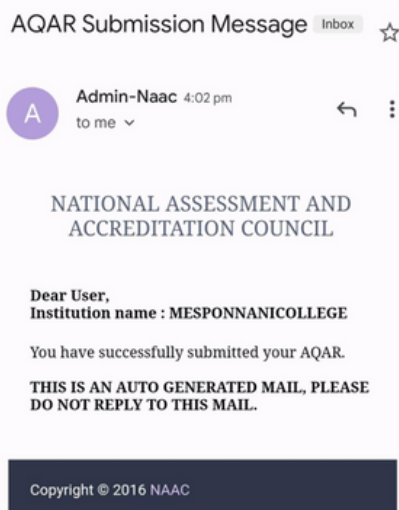 AQAR Submission Message Inbox
A
Admin-Naac 4:02 pm
to me
NATIONAL ASSESSMENT AND
ACCREDITATION COUNCIL
Dear User,
Institution name : MESPONNANICOLLEGE
You have successfully submitted your AQAR.
THIS IS AN AUTO GENERATED MAIL, PLEASE
DO NOT REPLY TO THIS MAIL.
Copyright © 2016 NAAC